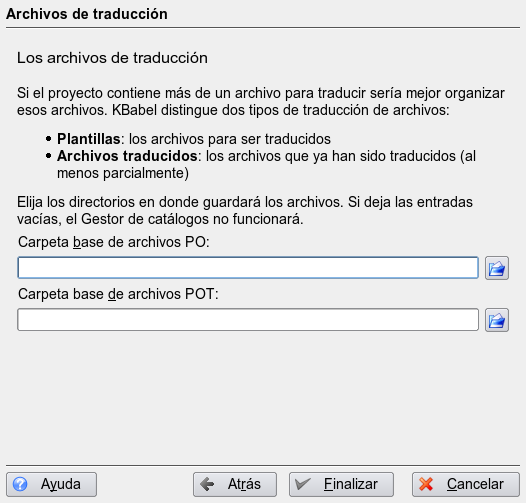 Archivos de traducción
Los archivos de traducción
Si el proyecto contiene más de un archivo para traducir sería mejor organizar
esos archivos. KBabel distingue dos tipos de traducción de archivos:
• Plantillas: los archivos para ser traducidos
• Archivos traducidos: los archivos que ya han sido traducidos (al
menos parcialmente)
Elija los directorios en donde guardará los archivos. Si deja las entradas
vacías, el Gestor de catálogos no funcionará.
Carpeta base de archivos PO:
Carpeta base de archivos POT:
Ayuda Atrás Finalizar Cancelar